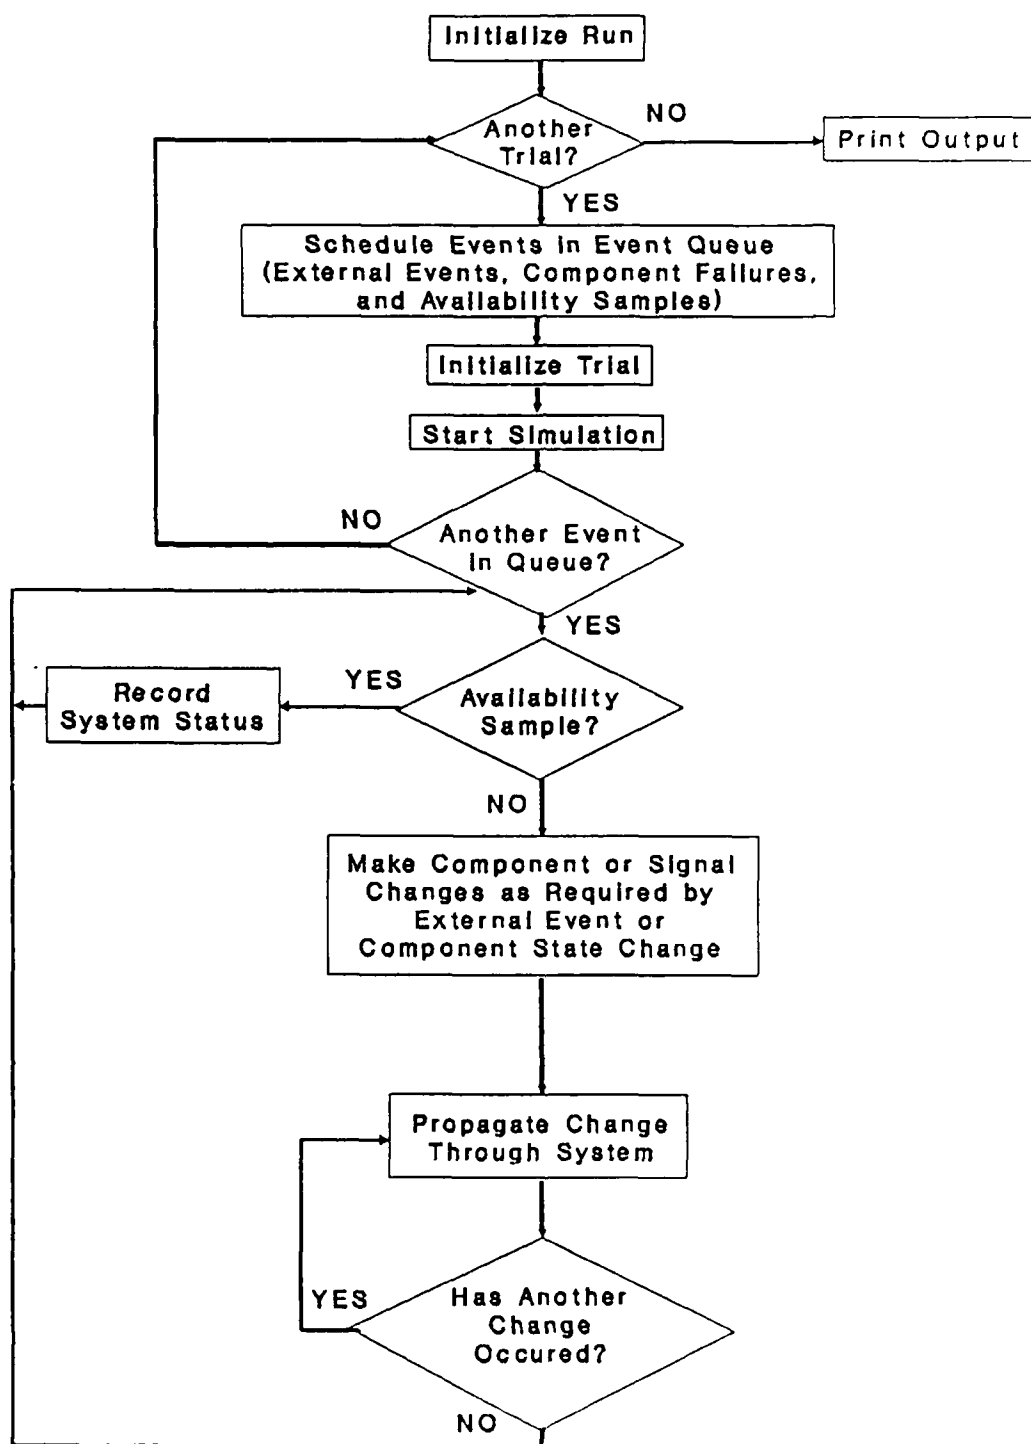 Initialize Run
Another
Trial?
NO
Print Output
YES
Schedule Events in Event Queue
(External Events, Component Failures,
and Availability Samples)
Initialize Trial
Start Simulation
NO
Another Event
in Queue?
YES
YES
Record
System Status
Availability
Sample?
NO
Make Component or Signal
Changes as Required by
External Event or
Component State Change
Propagate Change
Through System
YES
Has Another
Change
Occured?
NO